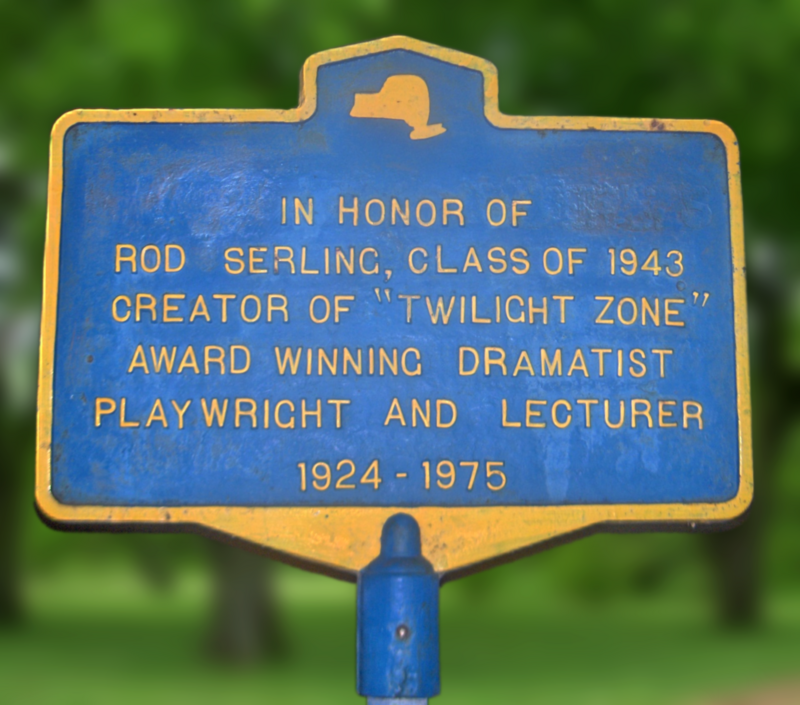 IN HONOR OF
ROD SERLING, CLASS OF 1943
CREATOR OF "TWILIGHT ZONE"
AWARD WINNING DRAMATIST
PLAYWRIGHT AND LECTURER
1924 - 1975